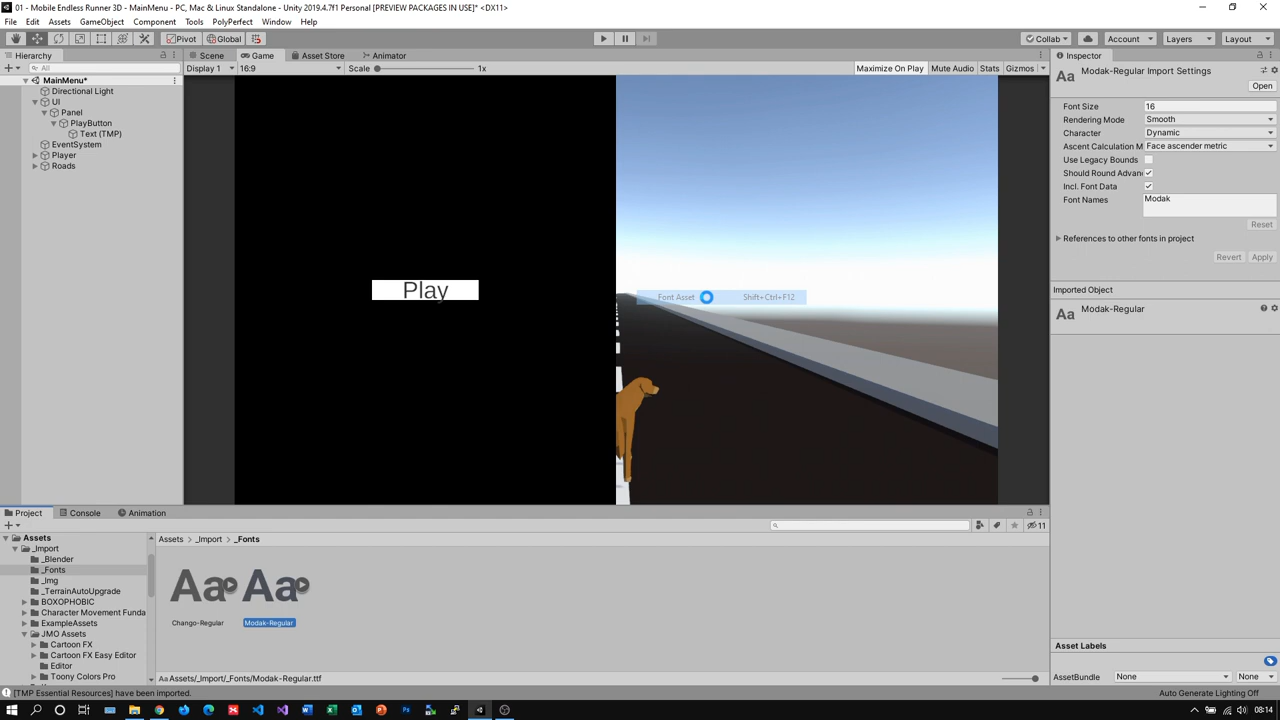 01 - Mobile Endless Runner 3D - MainMenu - PC, Mac & Linux Standalone - Unity 2019.4.7f1 Personal [PREVIEW PACKAGES IN USE]* <DX11>
File Edit Assets GameObject Component Tools PolyPerfect Window Help
Pivot Global Collab Account Layers Layout
Hierarchy
All
MainMenu*
Directional Light
UI
Panel
PlayButton
Text (TMP)
EventSystem
Player
Roads
Scene Game Asset Store Animator
Display 1 16:9 Scale 1x Maximize On Play Mute Audio Stats Gizmos
Play
Font Asset Shift+Ctrl+F12
Inspector
Aa Modak-Regular Import Settings
Open
Font Size 16
Rendering Mode Smooth
Character Dynamic
Ascent Calculation M Face ascender metric
Use Legacy Bounds
Should Round Advan
Incl. Font Data
Font Names Modak
Reset
References to other fonts in project
Revert Apply
Imported Object
Aa Modak-Regular
Asset Labels
AssetBundle None None
Project Console Animation
11
Assets
_Import
_Blender
_Fonts
_Img
_TerrainAutoUpgrade
BOXOPHOBIC
Character Movement Funda
ExampleAssets
JMO Assets
Cartoon FX
Cartoon FX Easy Editor
Editor
Toony Colors Pro
Assets > _Import > _Fonts
Aa Aa
Chango-Regular Modak-Regular
Aa Assets/_Import/_Fonts/Modak-Regular.ttf
[TMP Essential Resources] have been imported.
Auto Generate Lighting Off
08:14